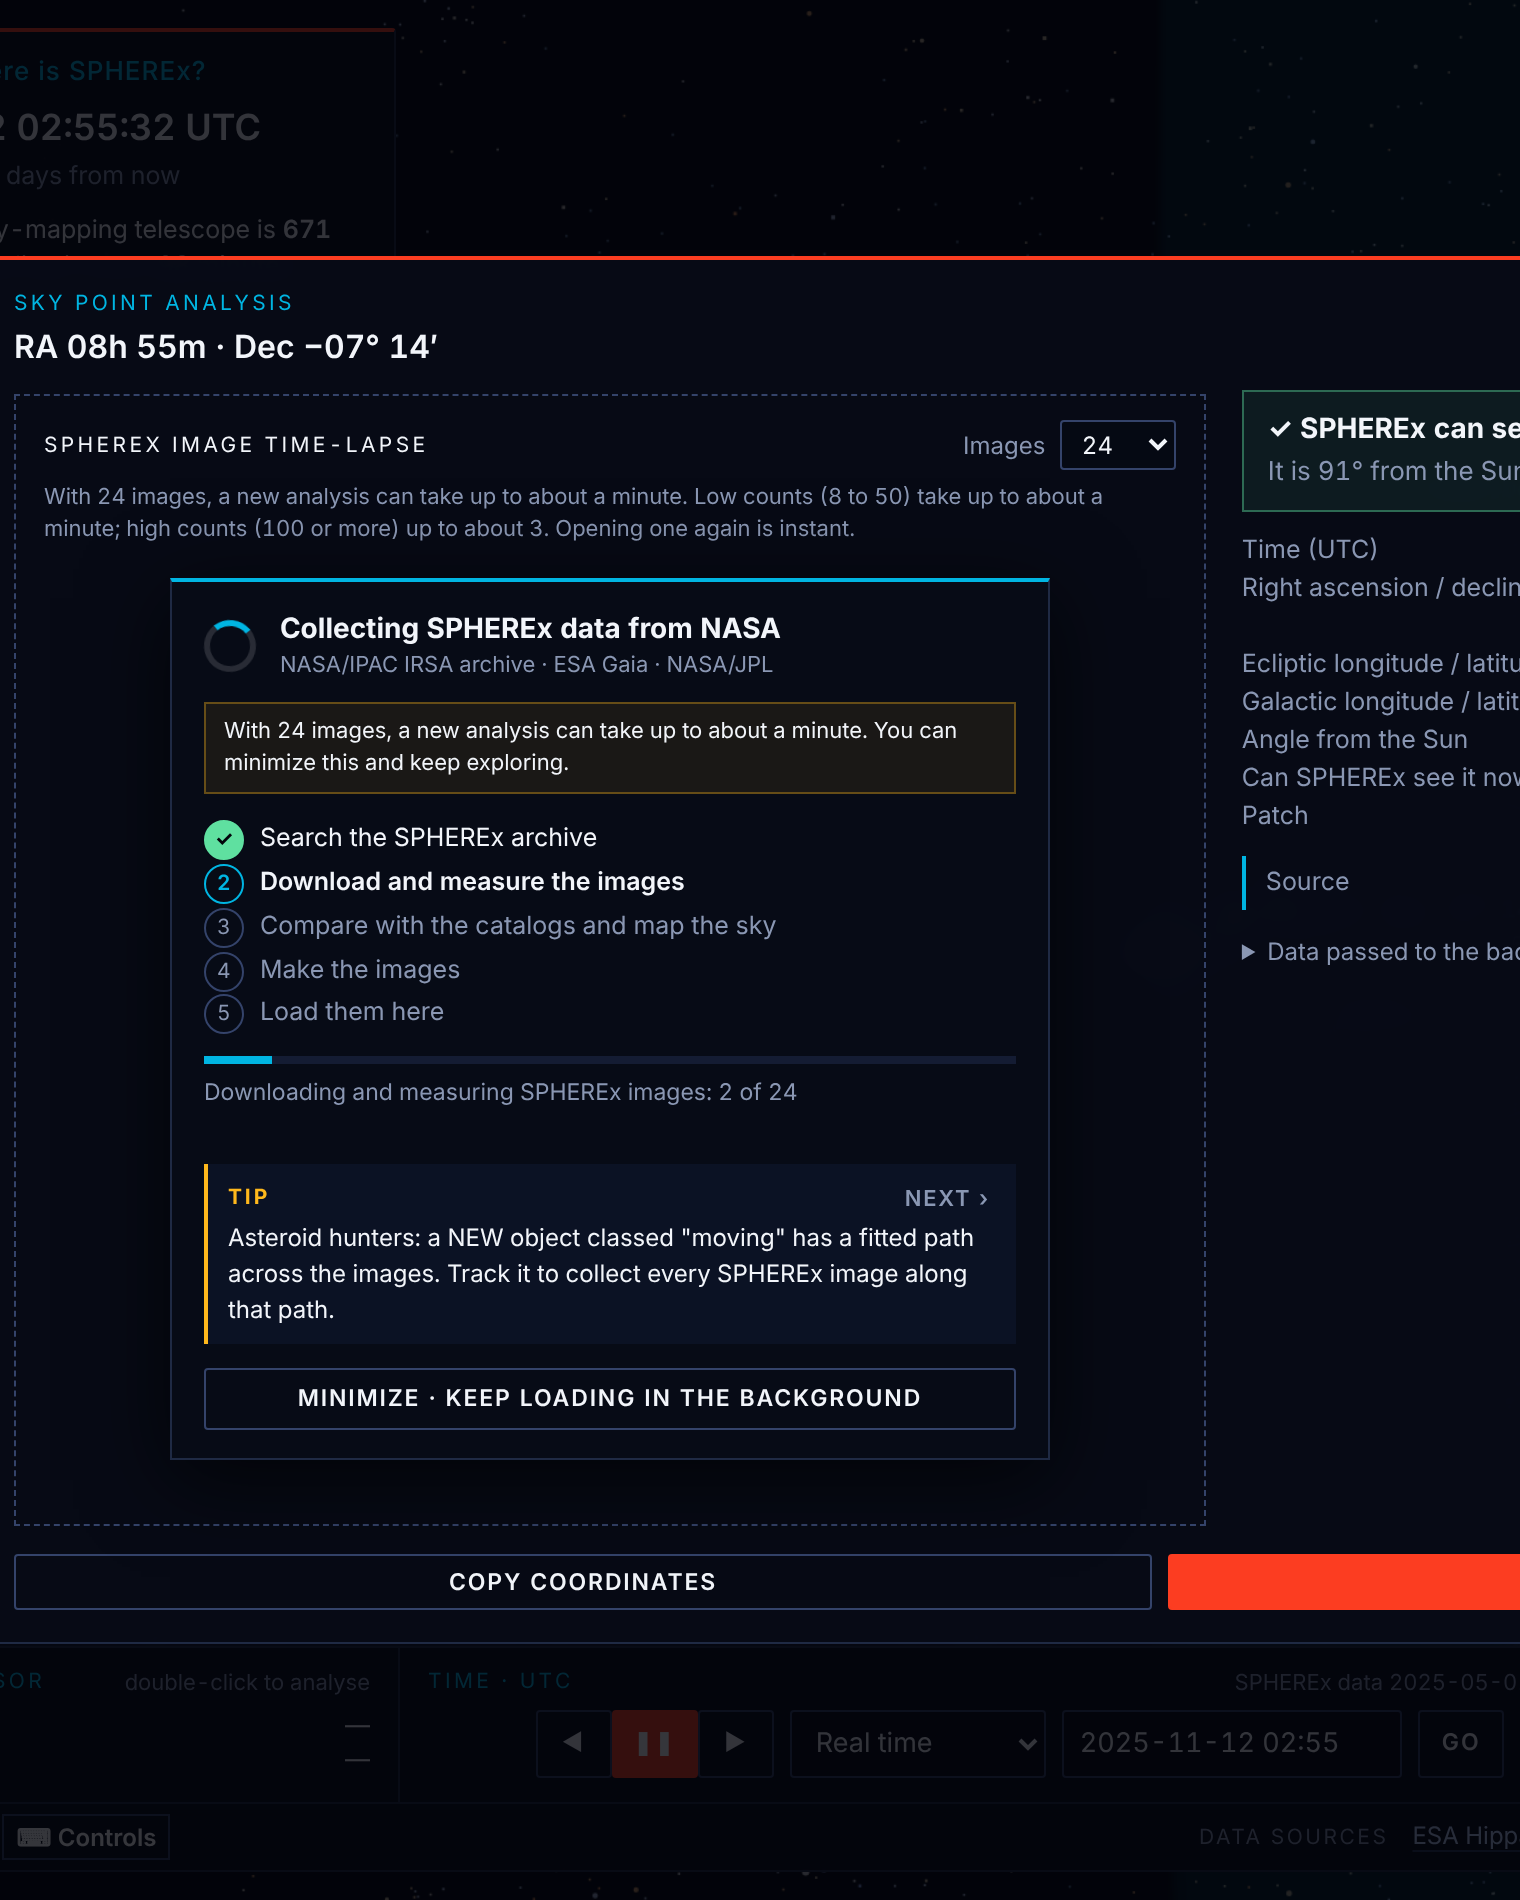 ere is SPHEREx?
2 02:55:32 UTC
days from now
y-mapping telescope is 671
SKY POINT ANALYSIS
RA 08h 55m · Dec −07° 14′
SPHEREX IMAGE TIME-LAPSE
Images 24
With 24 images, a new analysis can take up to about a minute. Low counts (8 to 50) take up to about a
minute; high counts (100 or more) up to about 3. Opening one again is instant.
Collecting SPHEREx data from NASA
NASA/IPAC IRSA archive · ESA Gaia · NASA/JPL
With 24 images, a new analysis can take up to about a minute. You can
minimize this and keep exploring.
✓ Search the SPHEREx archive
2 Download and measure the images
3 Compare with the catalogs and map the sky
4 Make the images
5 Load them here
Downloading and measuring SPHEREx images: 2 of 24
TIP
NEXT ›
Asteroid hunters: a NEW object classed "moving" has a fitted path
across the images. Track it to collect every SPHEREx image along
that path.
MINIMIZE · KEEP LOADING IN THE BACKGROUND
✓ SPHEREx can se
It is 91° from the Sun
Time (UTC)
Right ascension / declin
Ecliptic longitude / latitu
Galactic longitude / latit
Angle from the Sun
Can SPHEREx see it now
Patch
Source
▶ Data passed to the bac
COPY COORDINATES
SOR
double-click to analyse
—
—
TIME · UTC
SPHEREx data 2025-05-0
◀ ❚❚ ▶ Real time 2025-11-12 02:55 GO
⌨ Controls
DATA SOURCES ESA Hipp